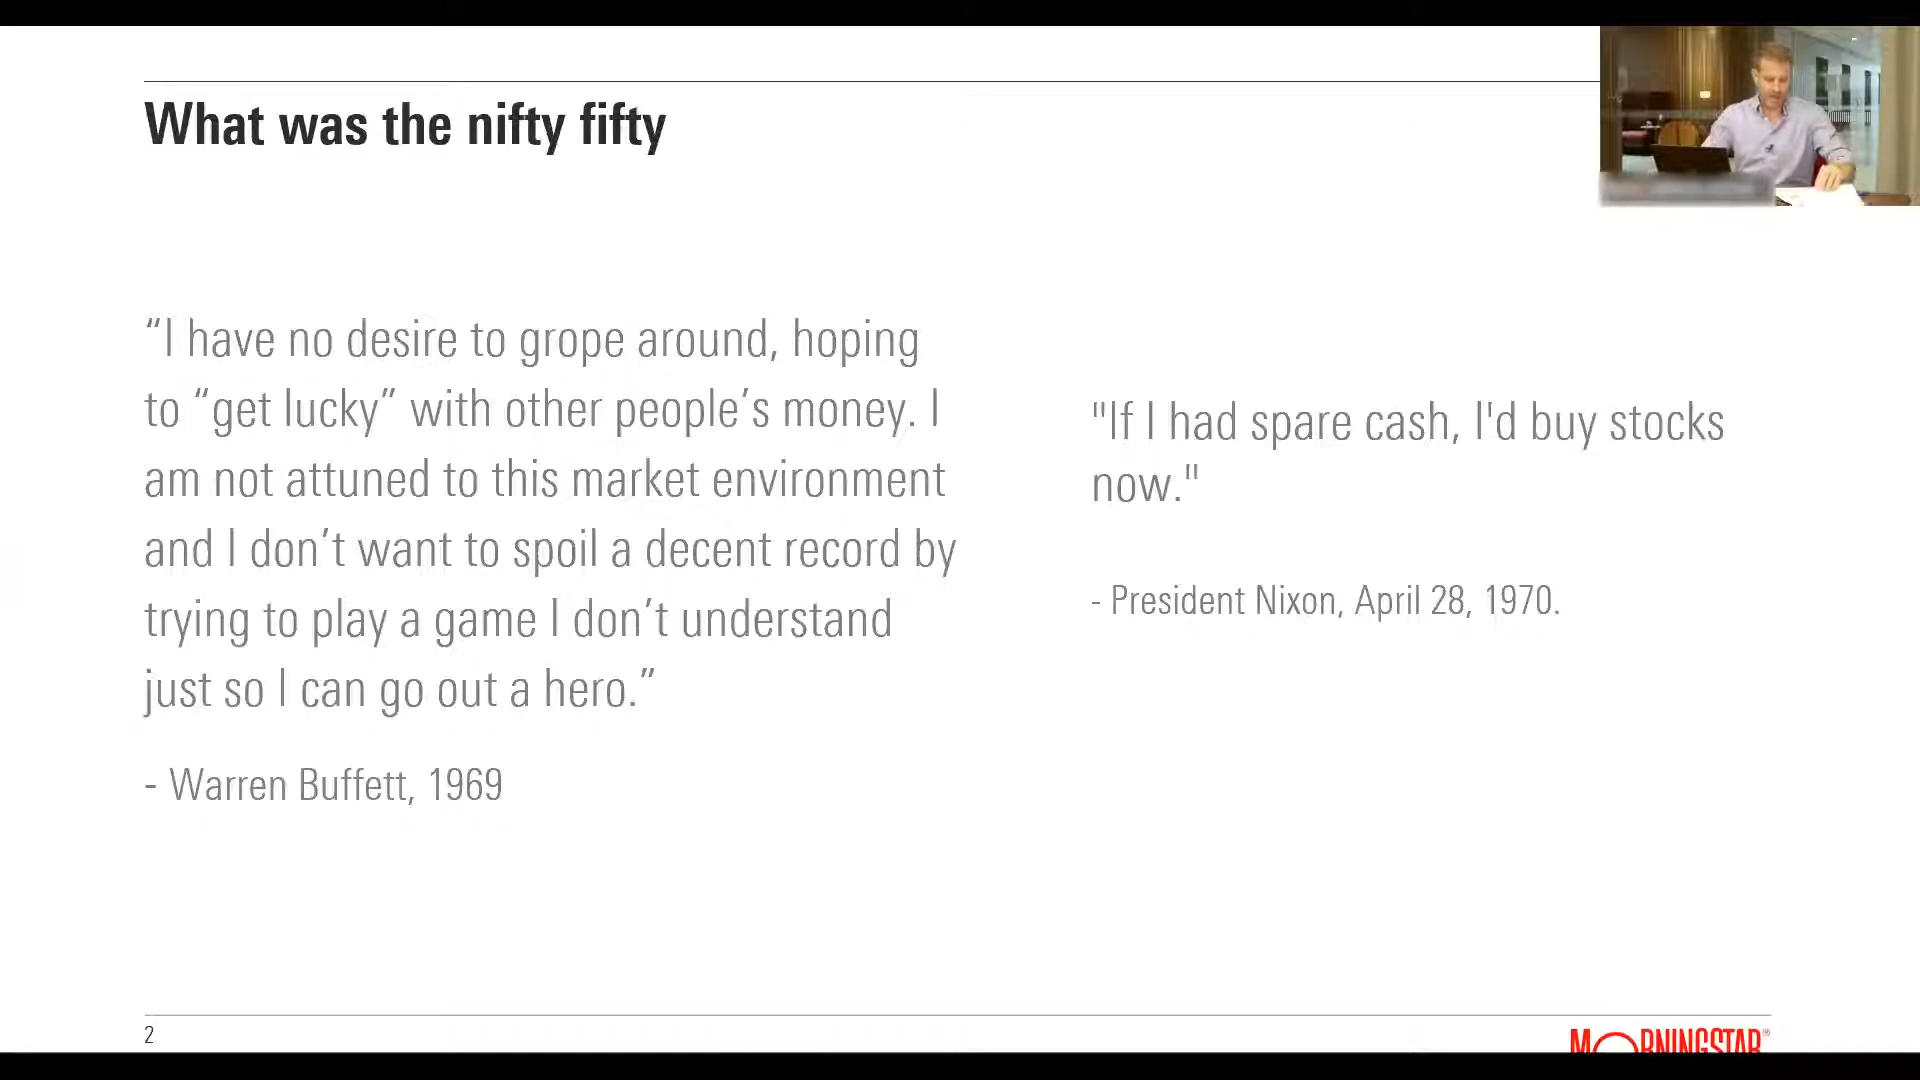 What was the nifty fifty
“I have no desire to grope around, hoping
to “get lucky” with other people’s money. I
am not attuned to this market environment
and I don’t want to spoil a decent record by
trying to play a game I don’t understand
just so I can go out a hero.”
- Warren Buffett, 1969
"If I had spare cash, I'd buy stocks
now."
- President Nixon, April 28, 1970.
2
MORNINGSTAR®